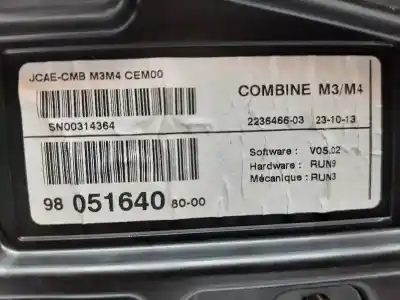 JCAE-CMB M3M4 CEM00
COMBINE M3/M4
SN00314364
2236466-03 23-10-13
Software : V05.02
Hardware : RUN9
Mécanique : RUN3
98 051640 80-00